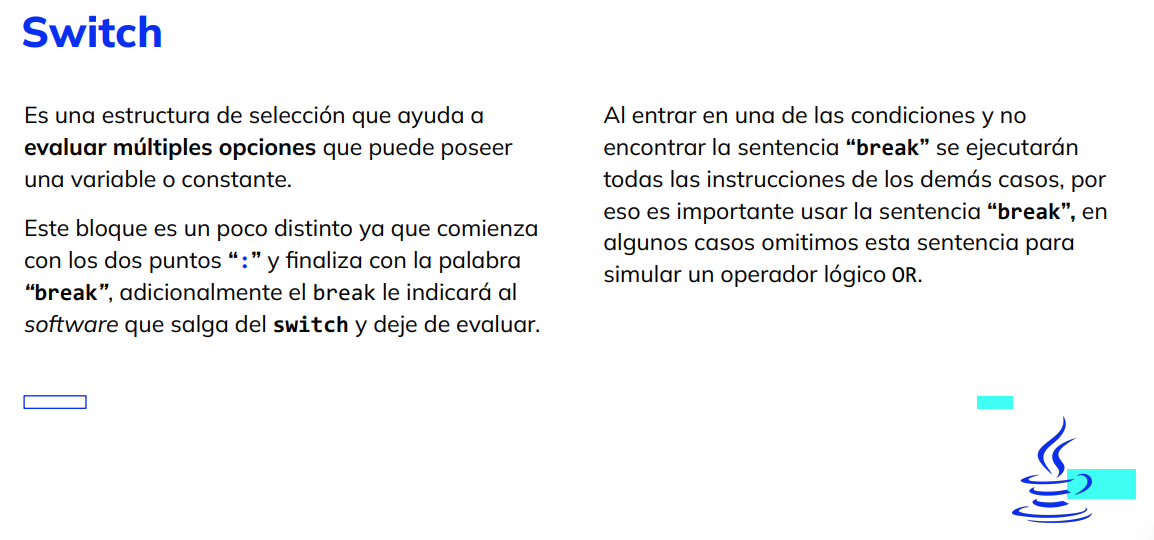 Switch
Es una estructura de selección que ayuda a
evaluar múltiples opciones que puede poseer
una variable o constante.
Este bloque es un poco distinto ya que comienza
con los dos puntos “:” y finaliza con la palabra
“break”, adicionalmente el break le indicará al
software que salga del switch y deje de evaluar.
Al entrar en una de las condiciones y no
encontrar la sentencia “break” se ejecutarán
todas las instrucciones de los demás casos, por
eso es importante usar la sentencia “break”, en
algunos casos omitimos esta sentencia para
simular un operador lógico OR.